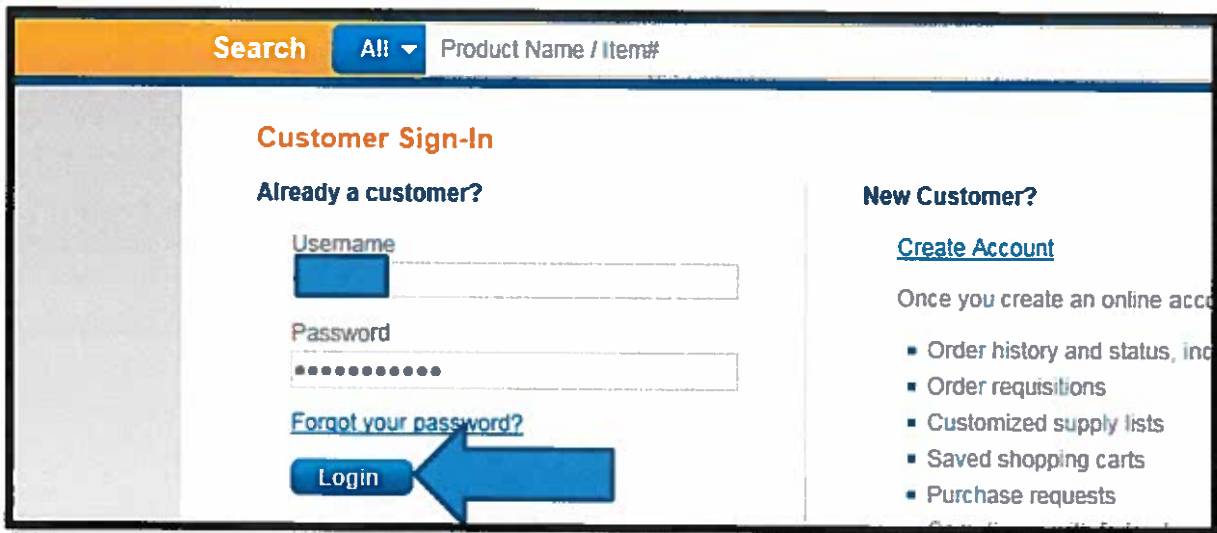 Search All Product Name / Item#
Customer Sign-In
Already a customer?
Username
Password
Forgot your password?
Login
New Customer?
Create Account
Once you create an online acco
Order history and status, inc
Order requisitions
Customized supply lists
Saved shopping carts
Purchase requests